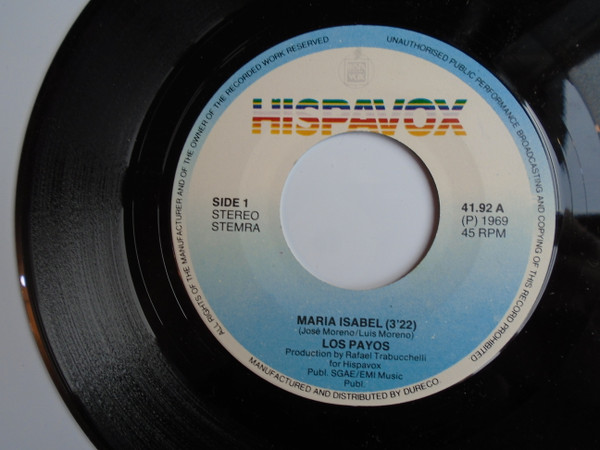 ALL RIGHTS OF THE MANUFACTURER AND OF THE OWNER OF THE RECORDED WORK RESERVED
UNAUTHORISED PUBLIC PERFORMANCE, BROADCASTING AND COPYING OF THIS RECORD PROHIBITED
HISPAVOX
SIDE 1
STEREO
STEMRA
41.92 A
(P) 1969
45 RPM
MARIA ISABEL (3'22)
(José Moreno/Luis Moreno)
LOS PAYOS
Production by Rafael Trabucchelli
for Hispavox
Publ. SGAE/EMI Music
Publ.
MANUFACTURED AND DISTRIBUTED BY DURECO.